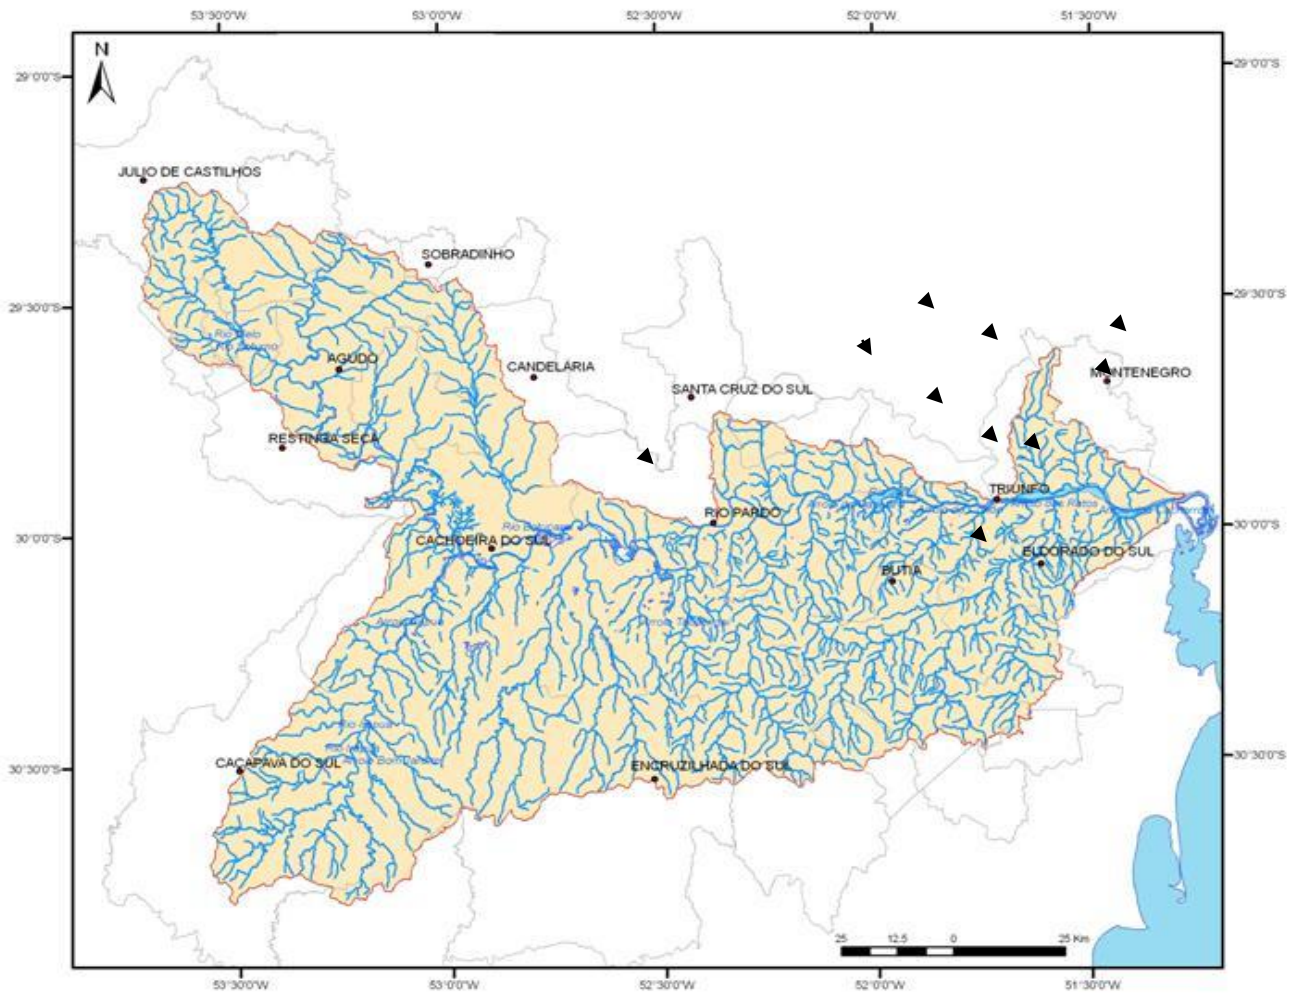 53°30'0"W 53°0'0"W 52°30'0"W 52°0'0"W 51°30'0"W
N
29°0'0"S 29°0'0"S
JULIO DE CASTILHOS
SOBRADINHO
29°30'0"S 29°30'0"S
AGUDO
CANDELÁRIA
MONTENEGRO
SANTA CRUZ DO SUL
RESTINGA SECA
TRIUNFO
RIO PARDO
30°0'0"S 30°0'0"S
CACHOEIRA DO SUL
ELDORADO DO SUL
BUTIA
CAÇAPAVA DO SUL
ENCRUZILHADA DO SUL
30°30'0"S 30°30'0"S
25 12,5 0 25 Km
53°30'0"W 53°0'0"W 52°30'0"W 52°0'0"W 51°30'0"W